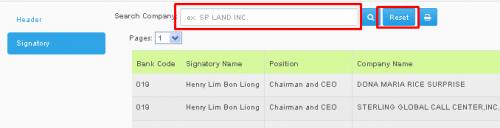 Header
Signatory
Search Company: ex. SP LAND INC. Reset
Pages: 1
Bank Code Signatory Name Position Company Name
019 Henry Lim Bon Liong Chairman and CEO DONA MARIA RICE SURPRISE
019 Henry Lim Bon Liong Chairman and CEO STERLING GLOBAL CALL CENTER,INC.